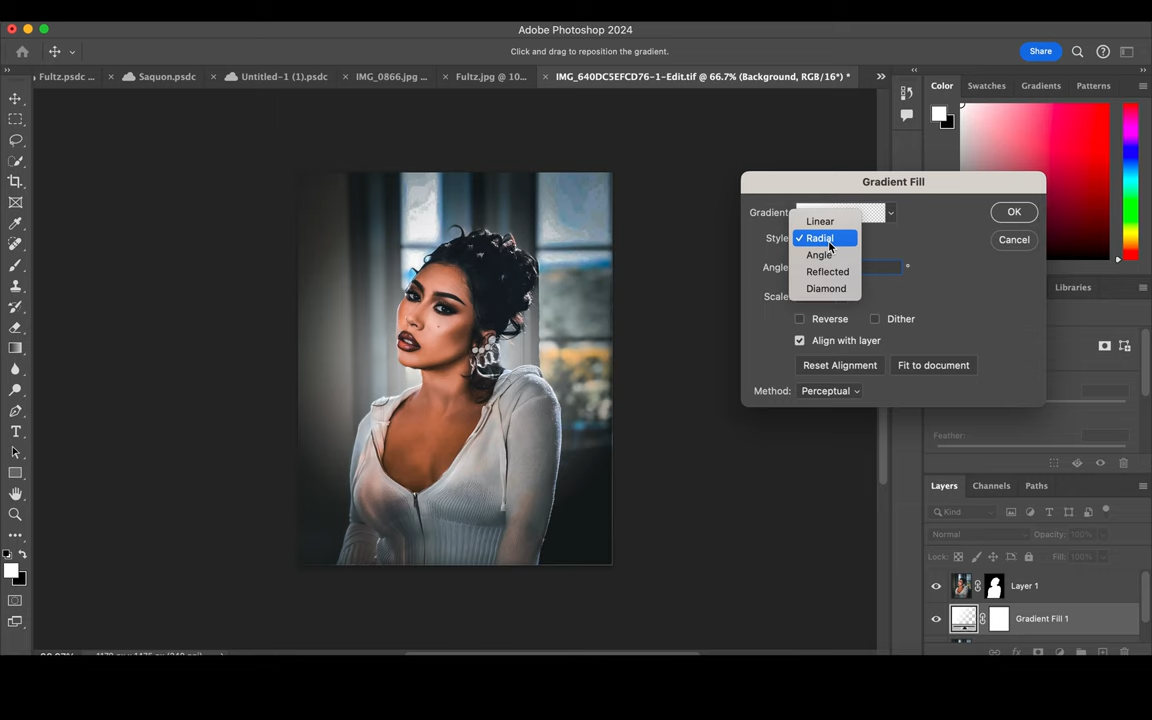 Adobe Photoshop 2024
Click and drag to reposition the gradient.
Share
Fultz.psdc ...
Saquon.psdc
Untitled-1 (1).psdc
IMG_0866.jpg ...
Fultz.jpg @ 10...
IMG_640DC5EFCD76-1-Edit.tif @ 66.7% (Background, RGB/16*) *
Color
Swatches
Gradients
Patterns
Gradient Fill
Gradient
OK
Linear
Style
Radial
Cancel
Angle
Angle
Reflected
Diamond
Scale
Libraries
Reverse
Dither
Align with layer
Reset Alignment
Fit to document
Method:
Perceptual
Feather:
Layers
Channels
Paths
Kind
Normal
Opacity: 100%
Lock:
Fill: 100%
Layer 1
Gradient Fill 1